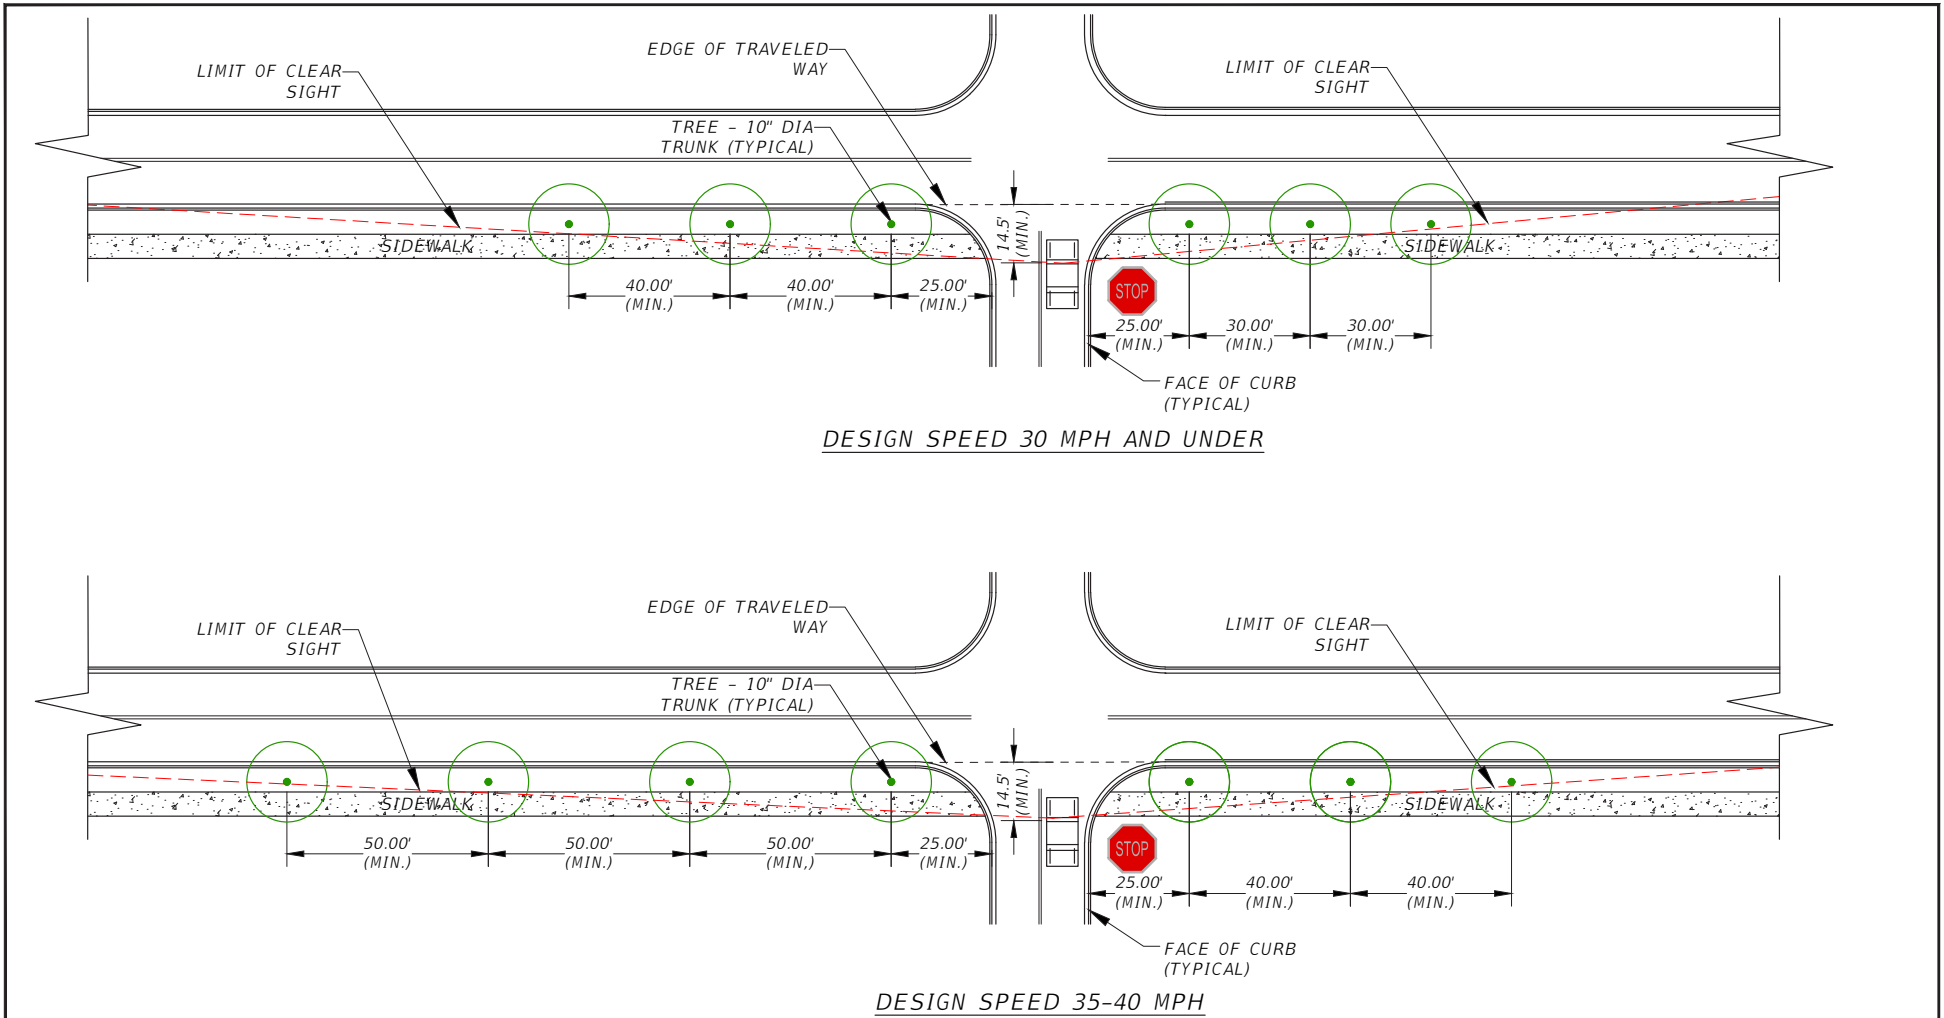 EDGE OF TRAVELED
WAY
LIMIT OF CLEAR
SIGHT
LIMIT OF CLEAR
SIGHT
TREE - 10" DIA
TRUNK (TYPICAL)
14.5'
(MIN.)
SIDEWALK
SIDEWALK
40.00'
(MIN.)
40.00'
(MIN.)
25.00'
(MIN.)
STOP
25.00'
(MIN.)
30.00'
(MIN.)
30.00'
(MIN.)
FACE OF CURB
(TYPICAL)
DESIGN SPEED 30 MPH AND UNDER
EDGE OF TRAVELED
WAY
LIMIT OF CLEAR
SIGHT
LIMIT OF CLEAR
SIGHT
TREE - 10" DIA
TRUNK (TYPICAL)
14.5'
(MIN.)
SIDEWALK
SIDEWALK
50.00'
(MIN.)
50.00'
(MIN.)
50.00'
(MIN,)
25.00'
(MIN.)
STOP
25.00'
(MIN.)
40.00'
(MIN.)
40.00'
(MIN.)
FACE OF CURB
(TYPICAL)
DESIGN SPEED 35-40 MPH